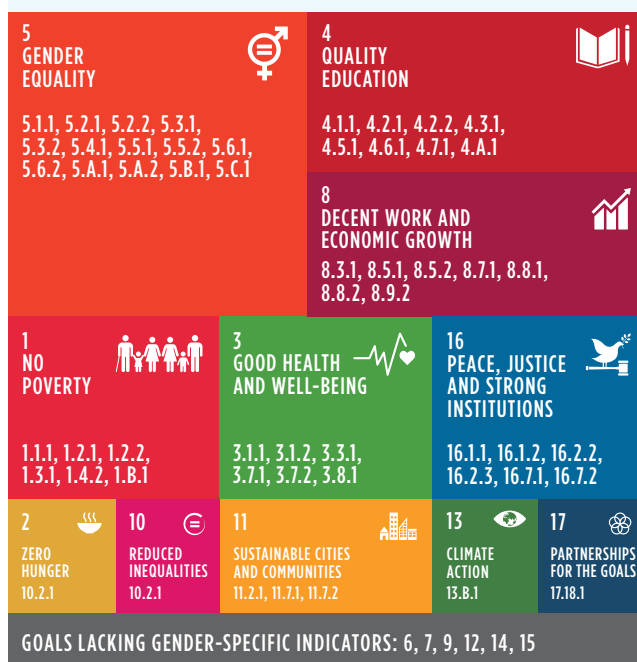 5
GENDER
EQUALITY
5.1.1, 5.2.1, 5.2.2, 5.3.1,
5.3.2, 5.4.1, 5.5.1, 5.5.2, 5.6.1,
5.6.2, 5.A.1, 5.A.2, 5.B.1, 5.C.1
4
QUALITY
EDUCATION
4.1.1, 4.2.1, 4.2.2, 4.3.1,
4.5.1, 4.6.1, 4.7.1, 4.A.1
8
DECENT WORK AND
ECONOMIC GROWTH
8.3.1, 8.5.1, 8.5.2, 8.7.1, 8.8.1,
8.8.2, 8.9.2
1
NO
POVERTY
1.1.1, 1.2.1, 1.2.2,
1.3.1, 1.4.2, 1.B.1
3
GOOD HEALTH
AND WELL-BEING
3.1.1, 3.1.2, 3.3.1,
3.7.1, 3.7.2, 3.8.1
16
PEACE, JUSTICE
AND STRONG
INSTITUTIONS
16.1.1, 16.1.2, 16.2.2,
16.2.3, 16.7.1, 16.7.2
2
ZERO
HUNGER
10.2.1
10
REDUCED
INEQUALITIES
10.2.1
11
SUSTAINABLE CITIES
AND COMMUNITIES
11.2.1, 11.7.1, 11.7.2
13
CLIMATE
ACTION
13.B.1
17
PARTNERSHIPS
FOR THE GOALS
17.18.1
GOALS LACKING GENDER-SPECIFIC INDICATORS: 6, 7, 9, 12, 14, 15